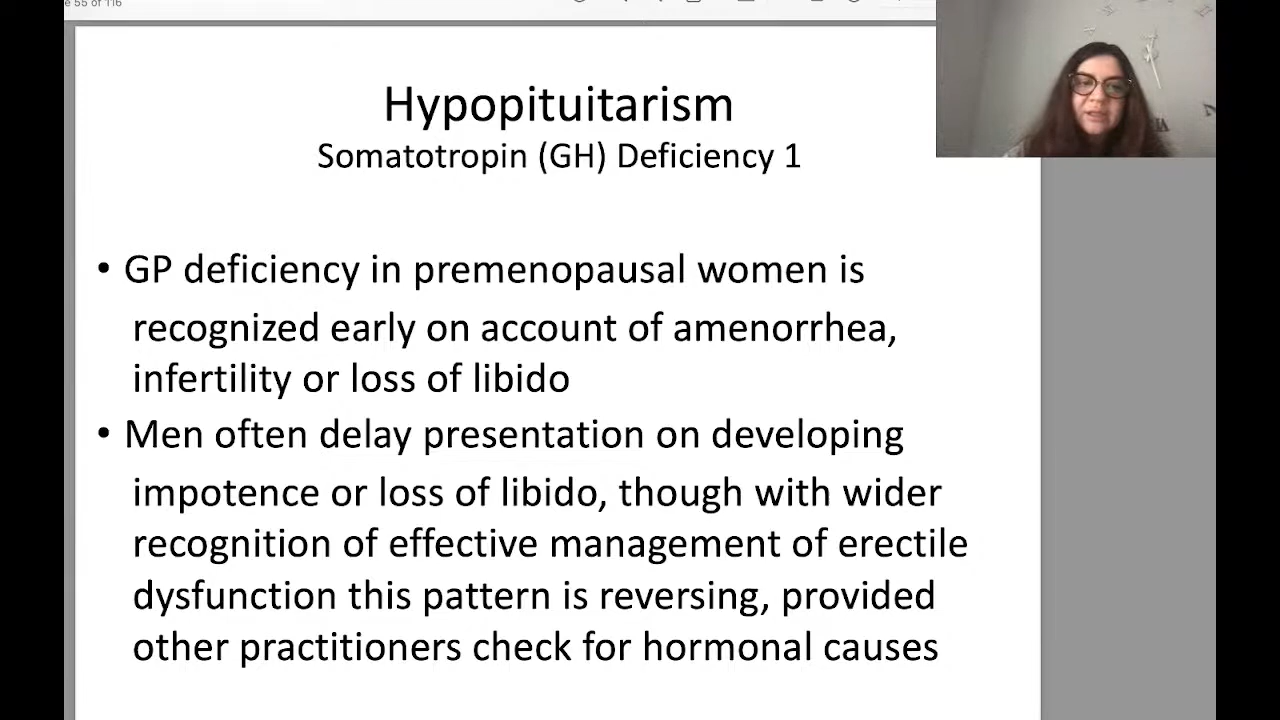 e 55 of 116
Hypopituitarism
Somatotropin (GH) Deficiency 1
• GP deficiency in premenopausal women is
recognized early on account of amenorrhea,
infertility or loss of libido
• Men often delay presentation on developing
impotence or loss of libido, though with wider
recognition of effective management of erectile
dysfunction this pattern is reversing, provided
other practitioners check for hormonal causes